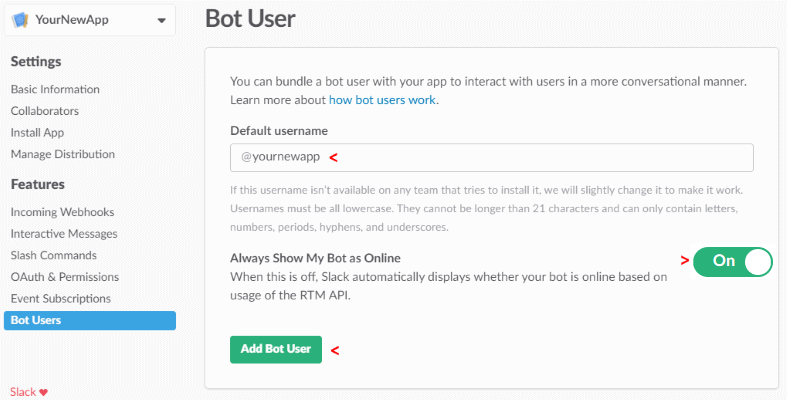 YourNewApp
Bot User
Settings
Basic Information
Collaborators
Install App
Manage Distribution
Features
Incoming Webhooks
Interactive Messages
Slash Commands
OAuth & Permissions
Event Subscriptions
Bot Users
Slack ♥
You can bundle a bot user with your app to interact with users in a more conversational manner.
Learn more about how bot users work.
Default username
@yournewapp <
If this username isn't available on any team that tries to install it, we will slightly change it to make it work.
Usernames must be all lowercase. They cannot be longer than 21 characters and can only contain letters,
numbers, periods, hyphens, and underscores.
Always Show My Bot as Online
> On
When this is off, Slack automatically displays whether your bot is online based on
usage of the RTM API.
Add Bot User <